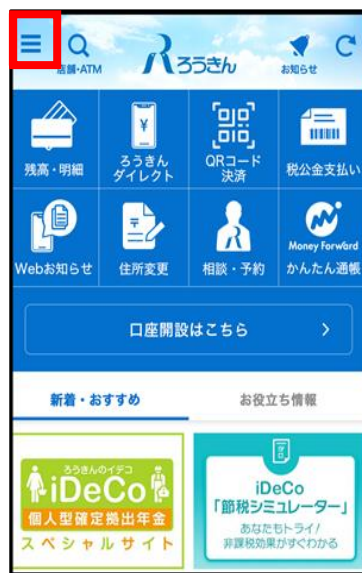 店舗・ATM
ろうきん
お知らせ
残高・明細
¥
ろうきん
ダイレクト
QRコード
決済
税公金支払い
Webお知らせ
〒
住所変更
相談・予約
Money Forward
かんたん通帳
口座開設はこちら
新着・おすすめ
お役立ち情報
ろうきんのイデコ
iDeCo
個人型確定拠出年金
スペシャルサイト
iDeCo
「節税シミュレーター」
あなたもトライ!
非課税効果がすぐわかる